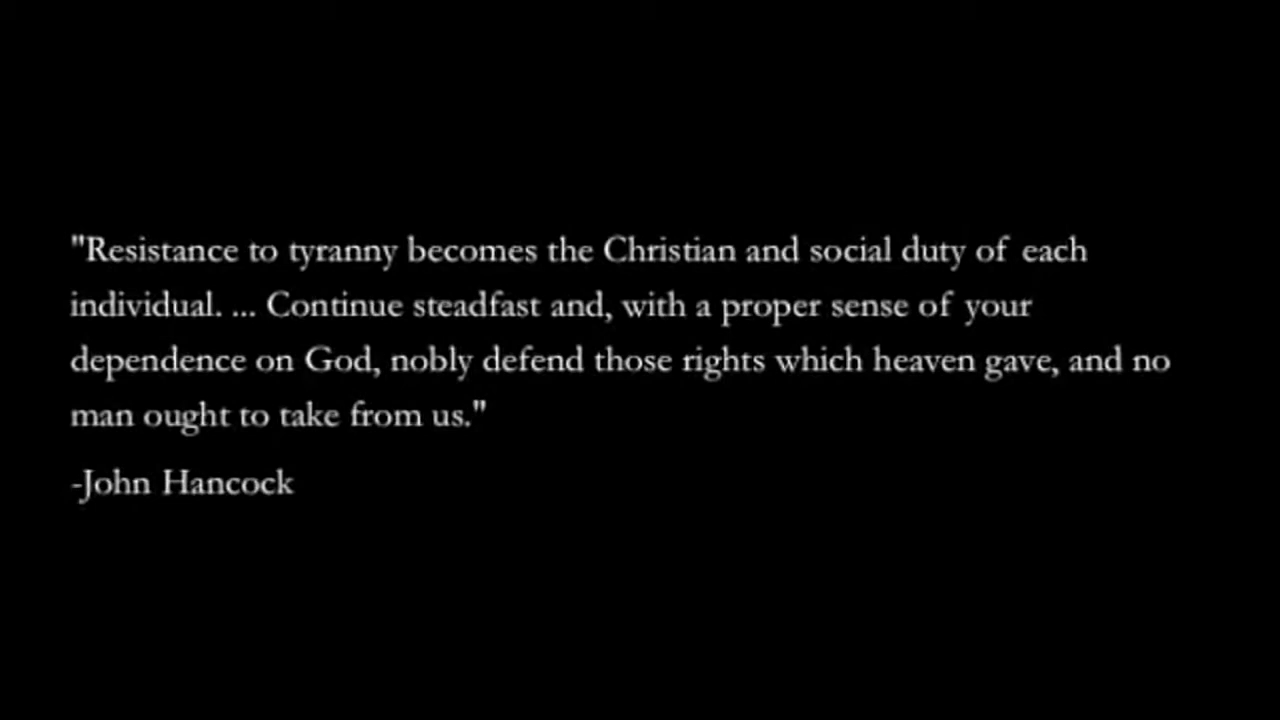 "Resistance to tyranny becomes the Christian and social duty of each
individual. ... Continue steadfast and, with a proper sense of your
dependence on God, nobly defend those rights which heaven gave, and no
man ought to take from us."
-John Hancock